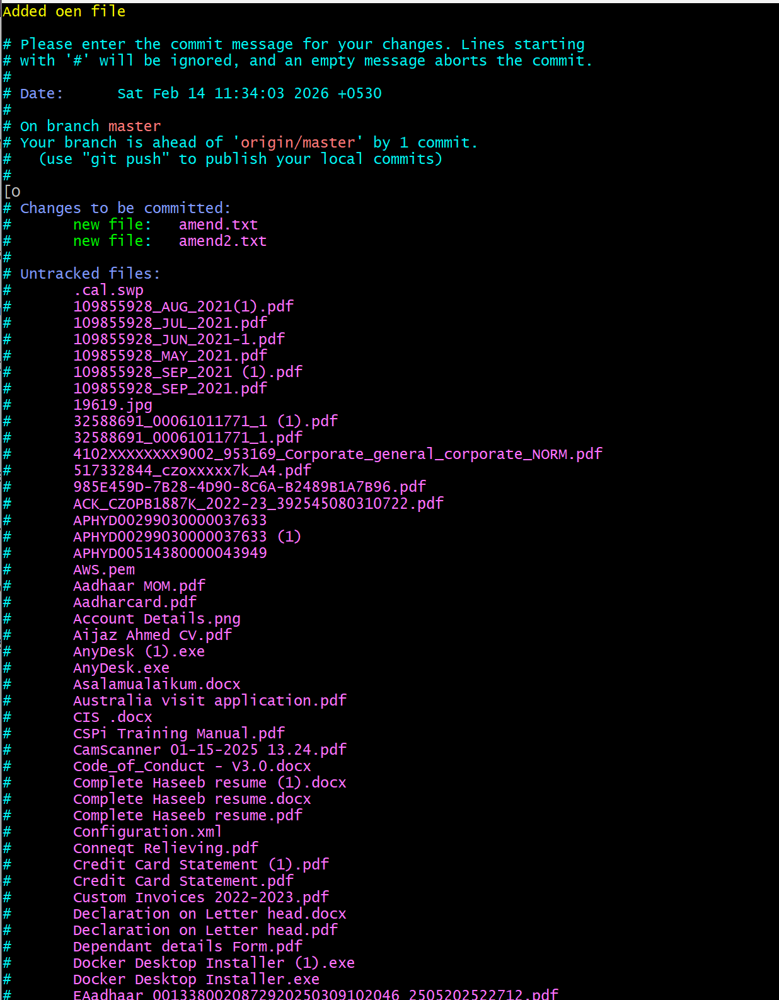 Added oen file
# Please enter the commit message for your changes. Lines starting
# with '#' will be ignored, and an empty message aborts the commit.
#
# Date:      Sat Feb 14 11:34:03 2026 +0530
#
# On branch master
# Your branch is ahead of 'origin/master' by 1 commit.
#   (use "git push" to publish your local commits)
#
[O
# Changes to be committed:
#       new file:   amend.txt
#       new file:   amend2.txt
#
# Untracked files:
#       .cal.swp
#       109855928_AUG_2021(1).pdf
#       109855928_JUL_2021.pdf
#       109855928_JUN_2021-1.pdf
#       109855928_MAY_2021.pdf
#       109855928_SEP_2021 (1).pdf
#       109855928_SEP_2021.pdf
#       19619.jpg
#       32588691_00061011771_1 (1).pdf
#       32588691_00061011771_1.pdf
#       4102XXXXXXXX9002_953169_Corporate_general_corporate_NORM.pdf
#       517332844_czoxxxxx7k_A4.pdf
#       985E459D-7B28-4D90-8C6A-B2489B1A7B96.pdf
#       ACK_CZOPB1887K_2022-23_392545080310722.pdf
#       APHYD00299030000037633
#       APHYD00299030000037633 (1)
#       APHYD00514380000043949
#       AWS.pem
#       Aadhaar MOM.pdf
#       Aadharcard.pdf
#       Account Details.png
#       Aijaz Ahmed CV.pdf
#       AnyDesk (1).exe
#       AnyDesk.exe
#       Asalamualaikum.docx
#       Australia visit application.pdf
#       CIS .docx
#       CSPi Training Manual.pdf
#       CamScanner 01-15-2025 13.24.pdf
#       Code_of_Conduct - V3.0.docx
#       Complete Haseeb resume (1).docx
#       Complete Haseeb resume.docx
#       Complete Haseeb resume.pdf
#       Configuration.xml
#       Conneqt Relieving.pdf
#       Credit Card Statement (1).pdf
#       Credit Card Statement.pdf
#       Custom Invoices 2022-2023.pdf
#       Declaration on Letter head.docx
#       Declaration on Letter head.pdf
#       Dependant details Form.pdf
#       Docker Desktop Installer (1).exe
#       Docker Desktop Installer.exe
#       EAadhaar_00133800208729202503​09102046_2505202522712.pdf